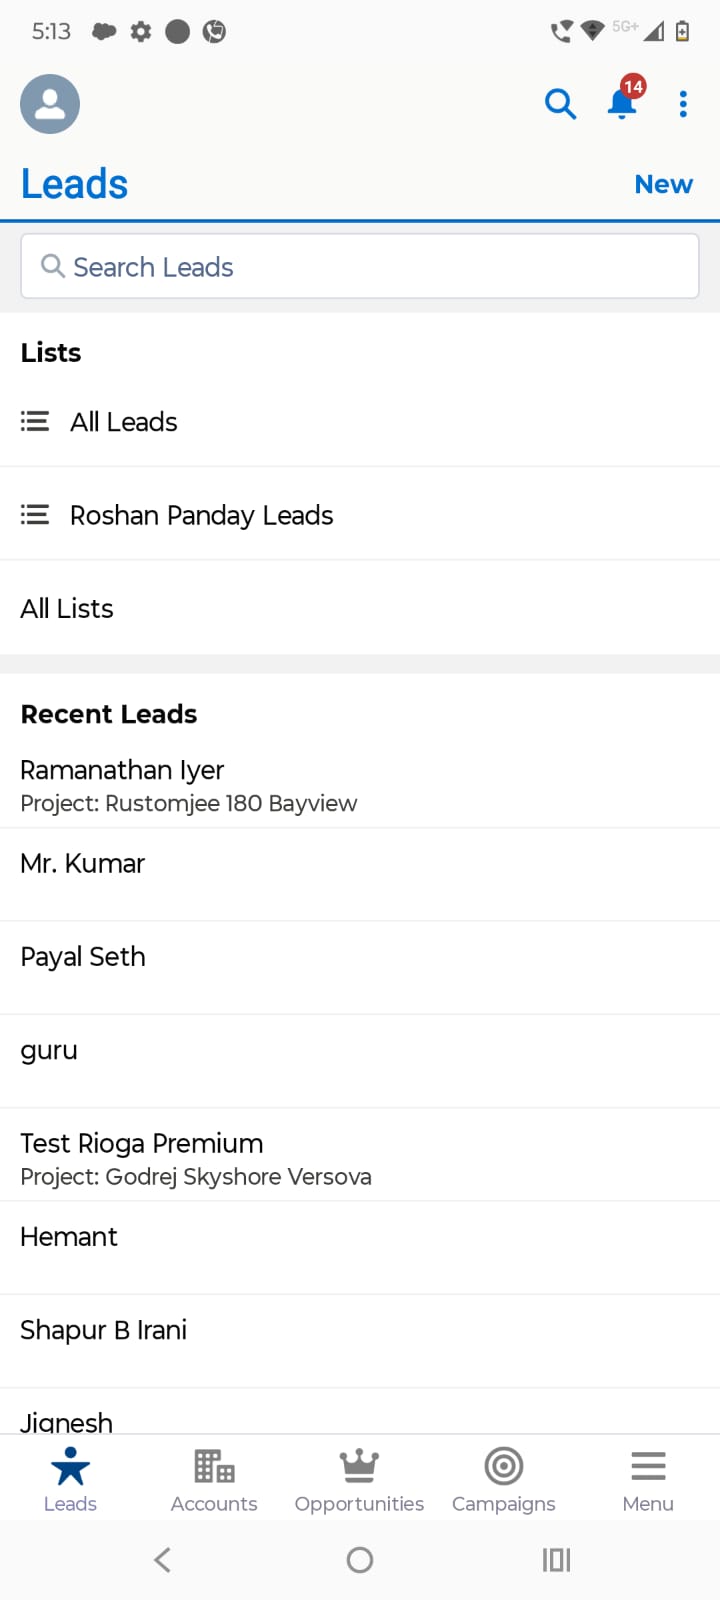 5:13
5G+
14
Leads
New
Search Leads
Lists
All Leads
Roshan Panday Leads
All Lists
Recent Leads
Ramanathan Iyer
Project: Rustomjee 180 Bayview
Mr. Kumar
Payal Seth
guru
Test Rioga Premium
Project: Godrej Skyshore Versova
Hemant
Shapur B Irani
Jignesh
Leads
Accounts
Opportunities
Campaigns
Menu